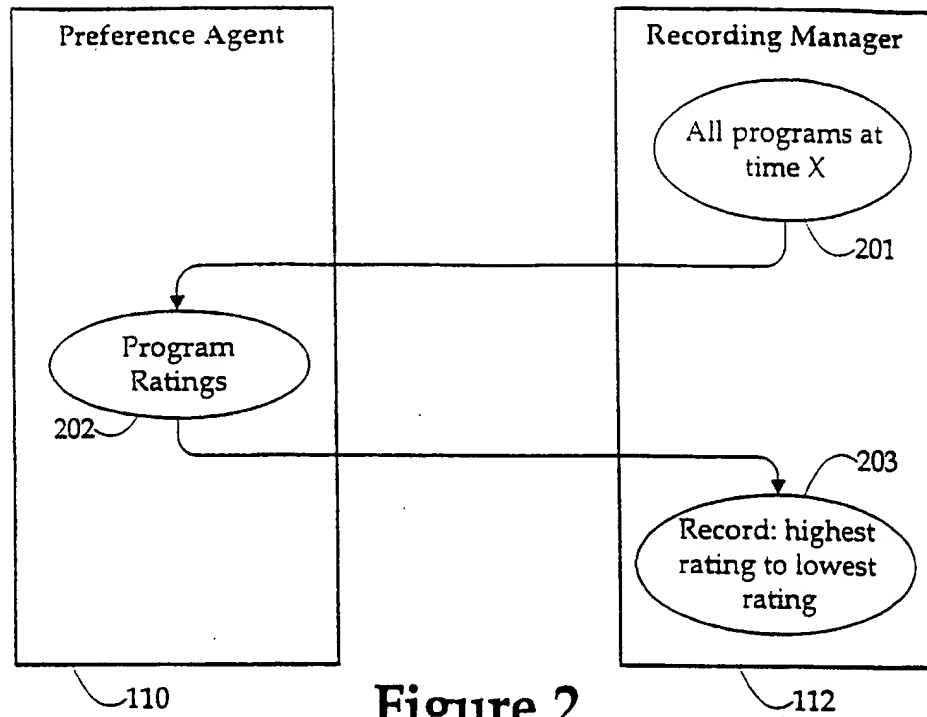 Preference Agent
Recording Manager
All programs at
time X
201
Program
Ratings
202
203
Record: highest
rating to lowest
rating
110
112
Figure 2